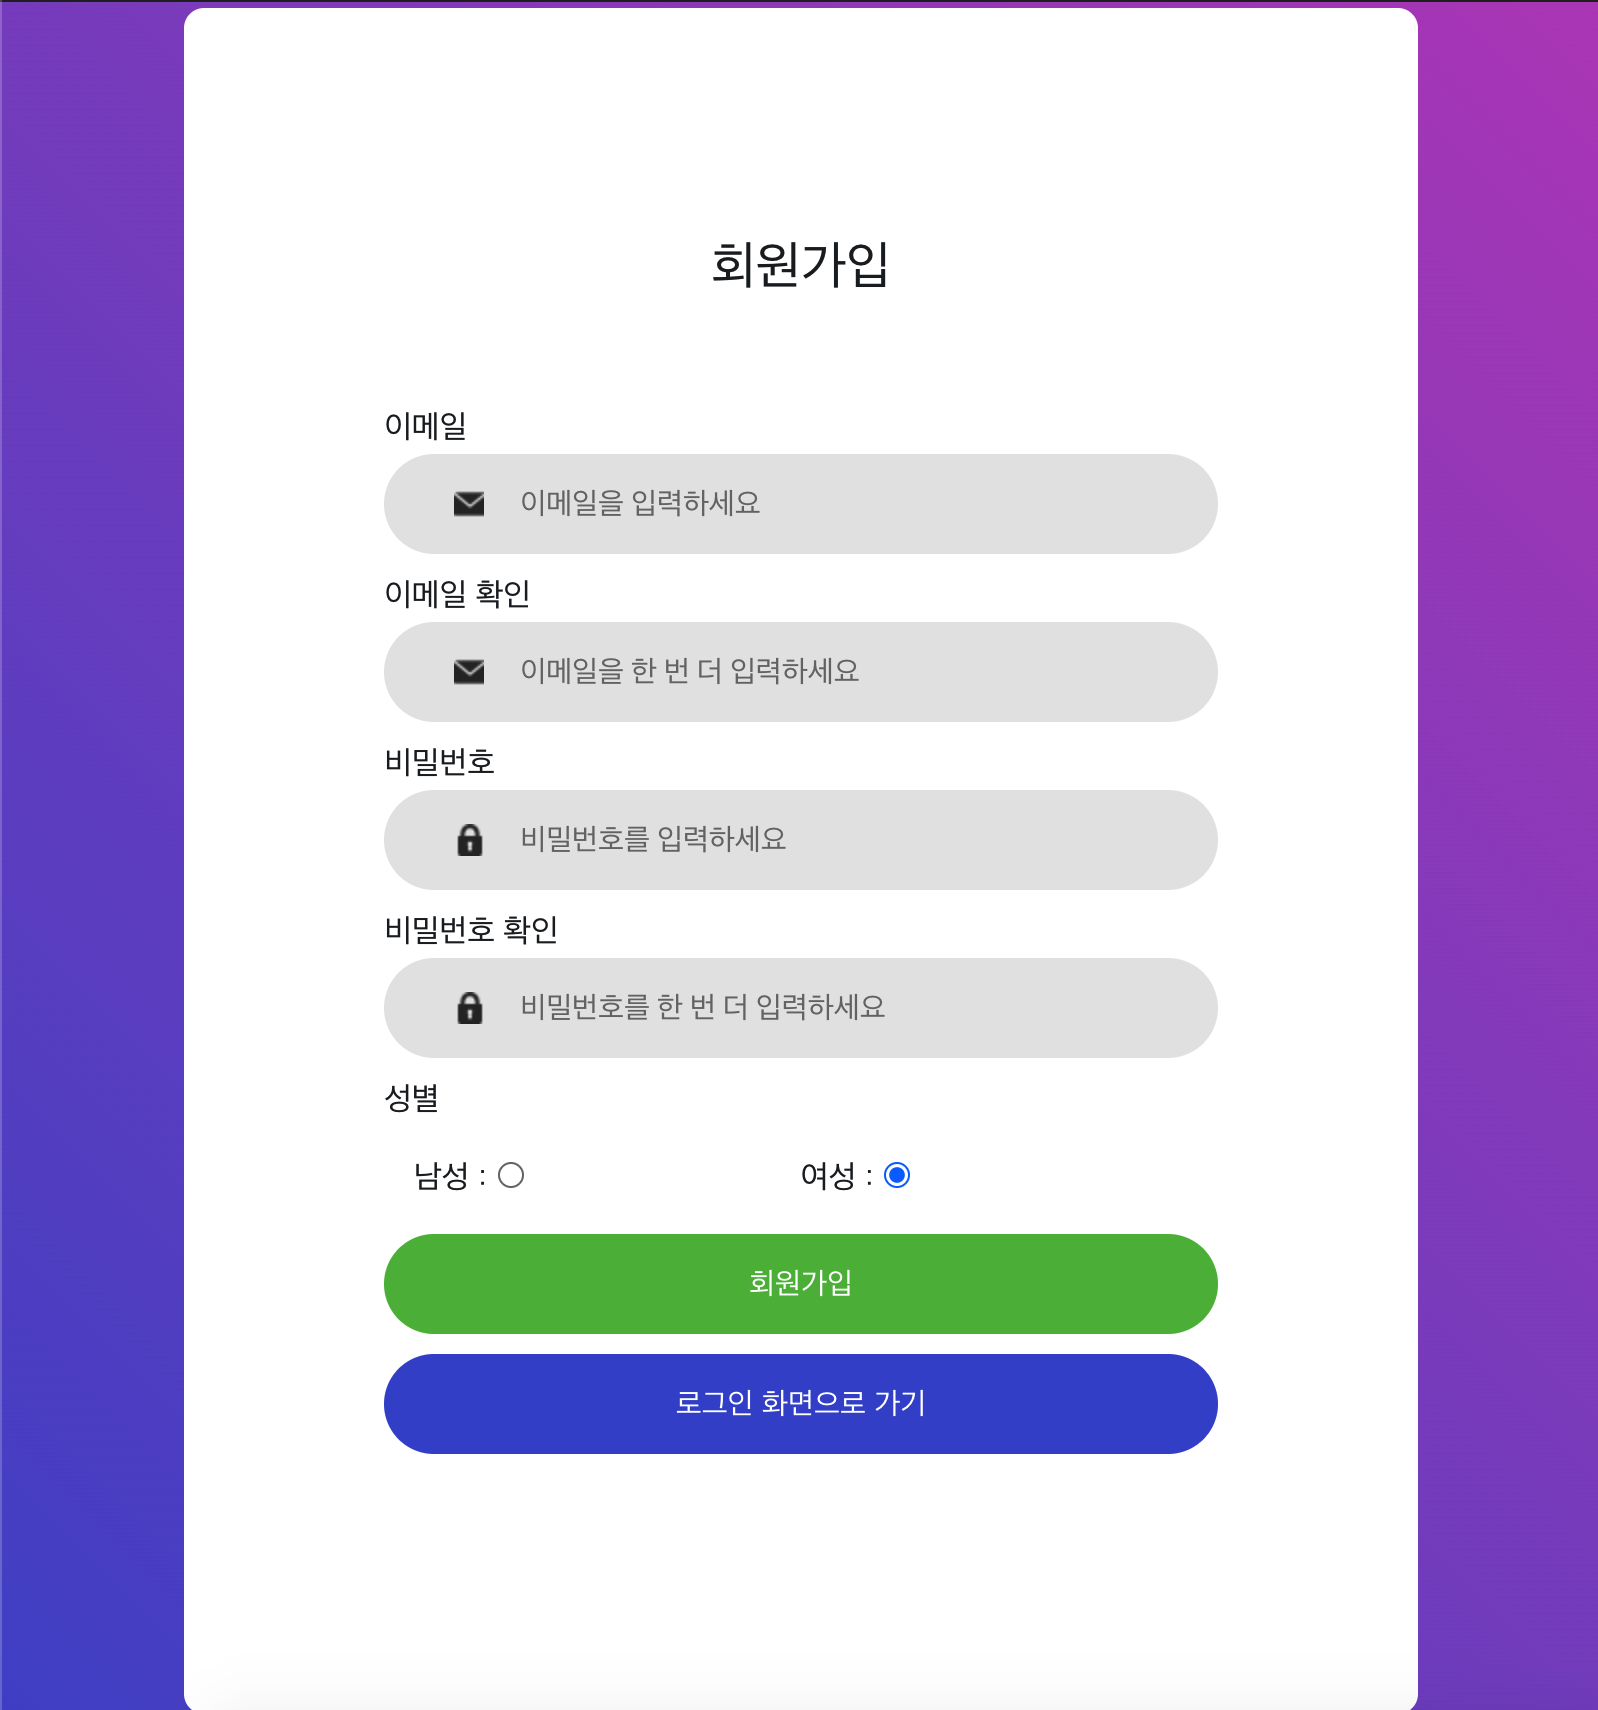 회원가입
이메일
이메일을 입력하세요
이메일 확인
이메일을 한 번 더 입력하세요
비밀번호
비밀번호를 입력하세요
비밀번호 확인
비밀번호를 한 번 더 입력하세요
성별
남성 : 여성 :
회원가입
로그인 화면으로 가기